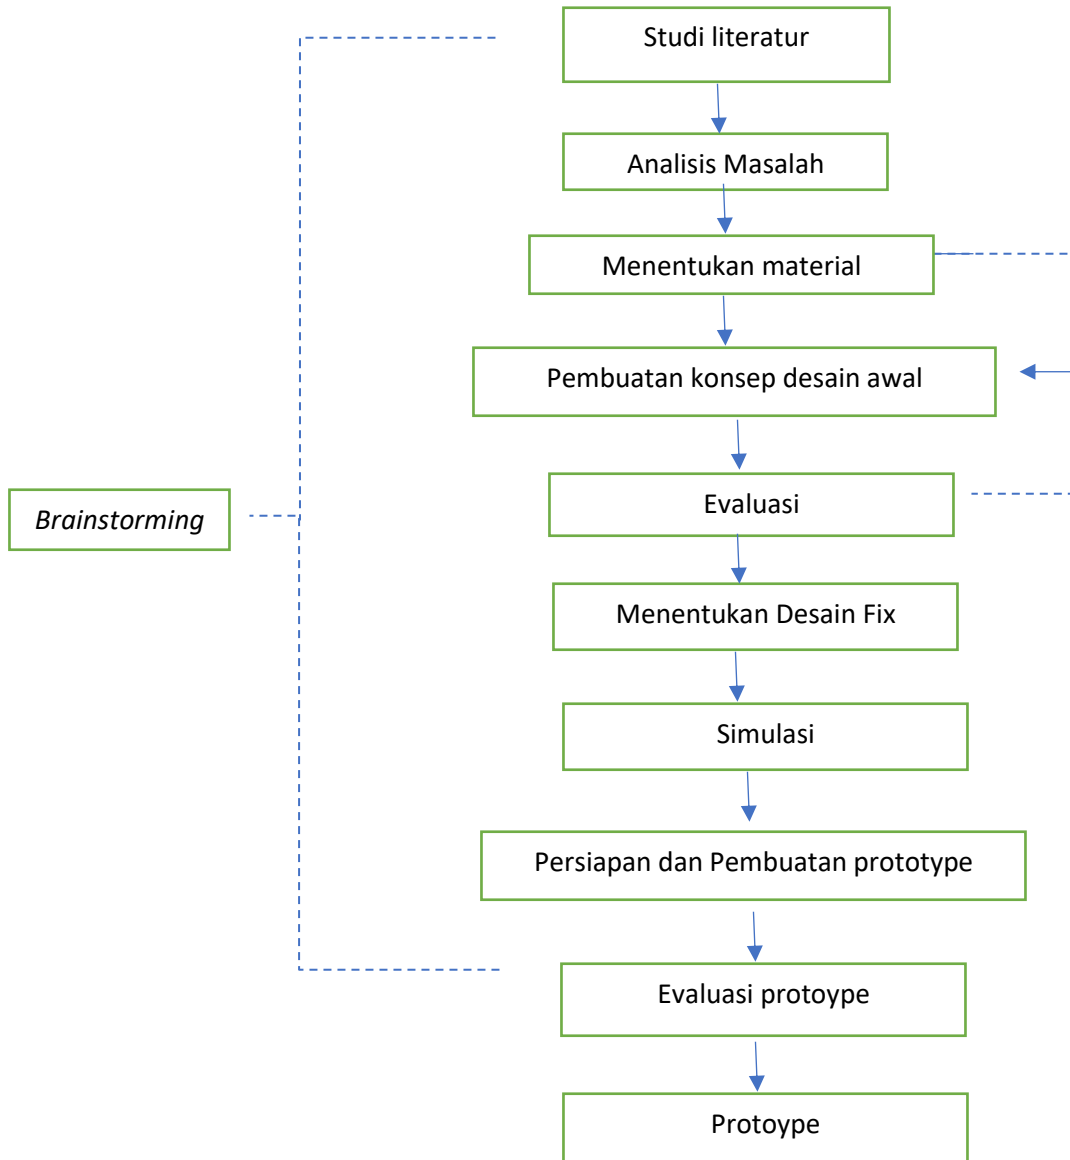 Studi literatur
Analisis Masalah
Menentukan material
Pembuatan konsep desain awal
Evaluasi
Brainstorming
Menentukan Desain Fix
Simulasi
Persiapan dan Pembuatan prototype
Evaluasi protoype
Protoype